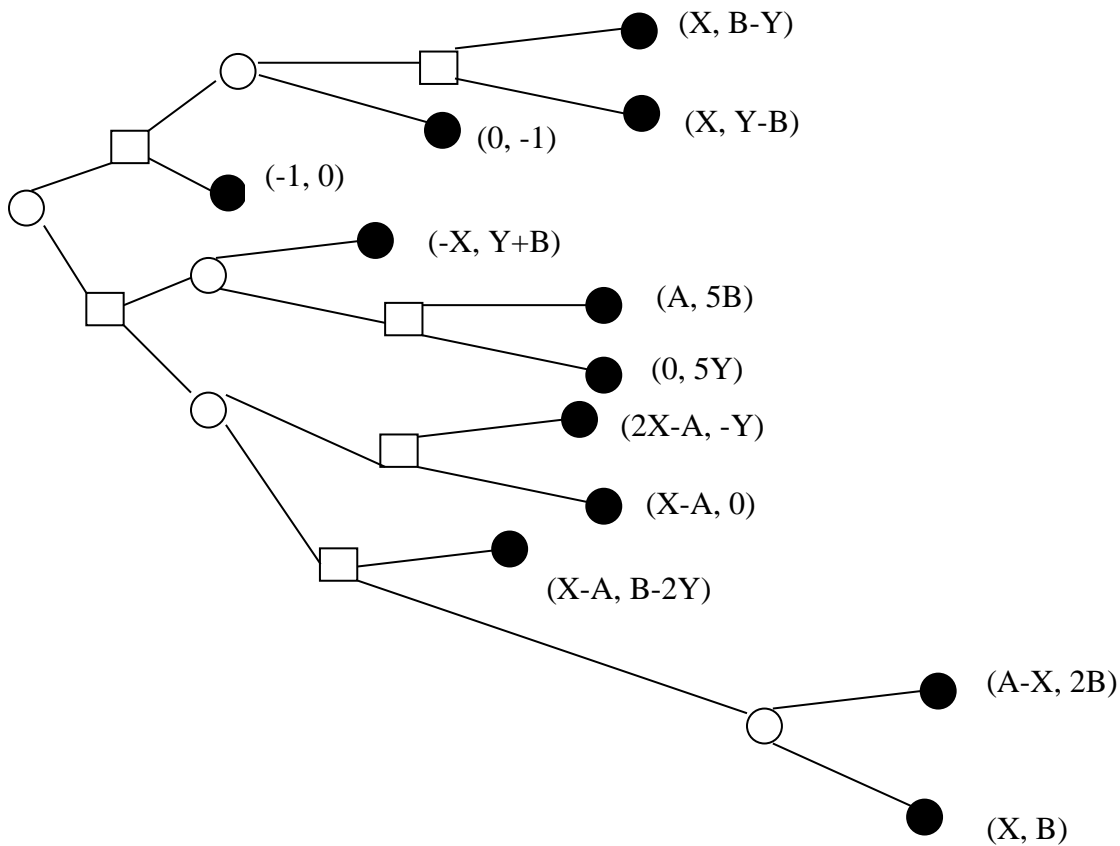 (X, B-Y)
(X, Y-B)
(0, -1)
(-1, 0)
(-X, Y+B)
(A, 5B)
(0, 5Y)
(2X-A, -Y)
(X-A, 0)
(X-A, B-2Y)
(A-X, 2B)
(X, B)